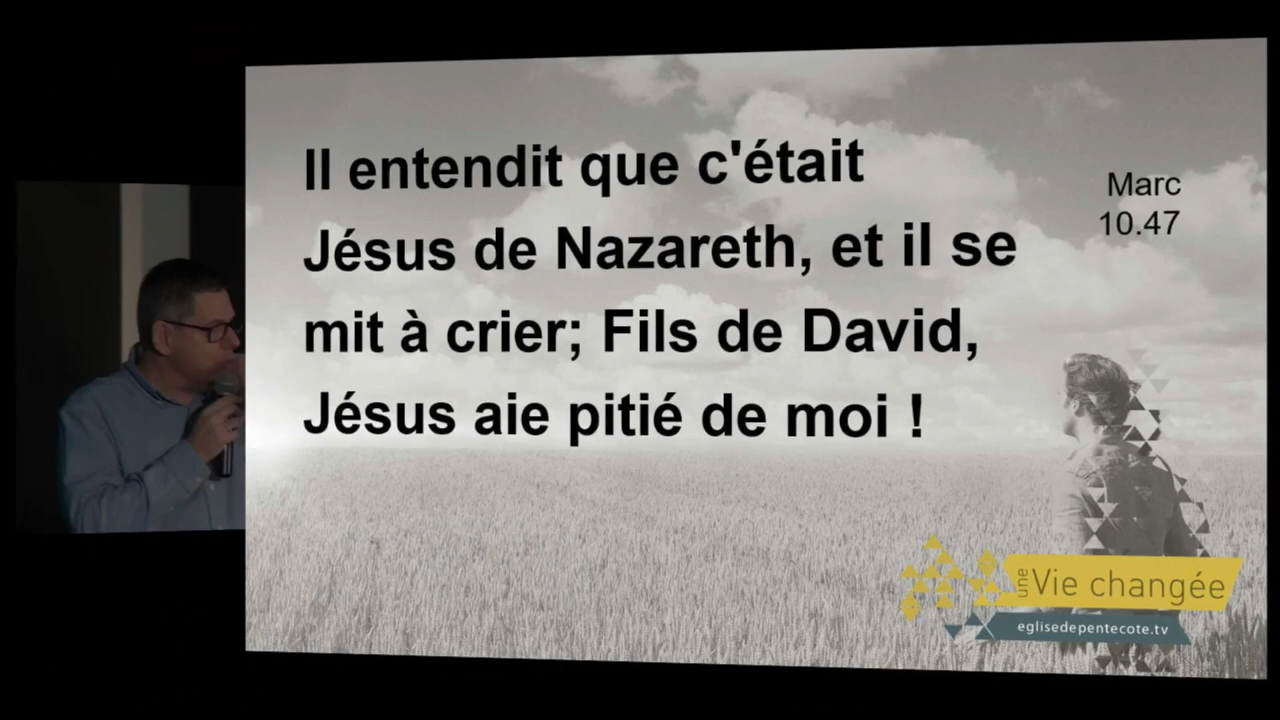 Il entendit que c'était
Jésus de Nazareth, et il se
mit à crier; Fils de David,
Jésus aie pitié de moi !
Marc
10.47
une
Vie changée
eglisedepentecote.tv